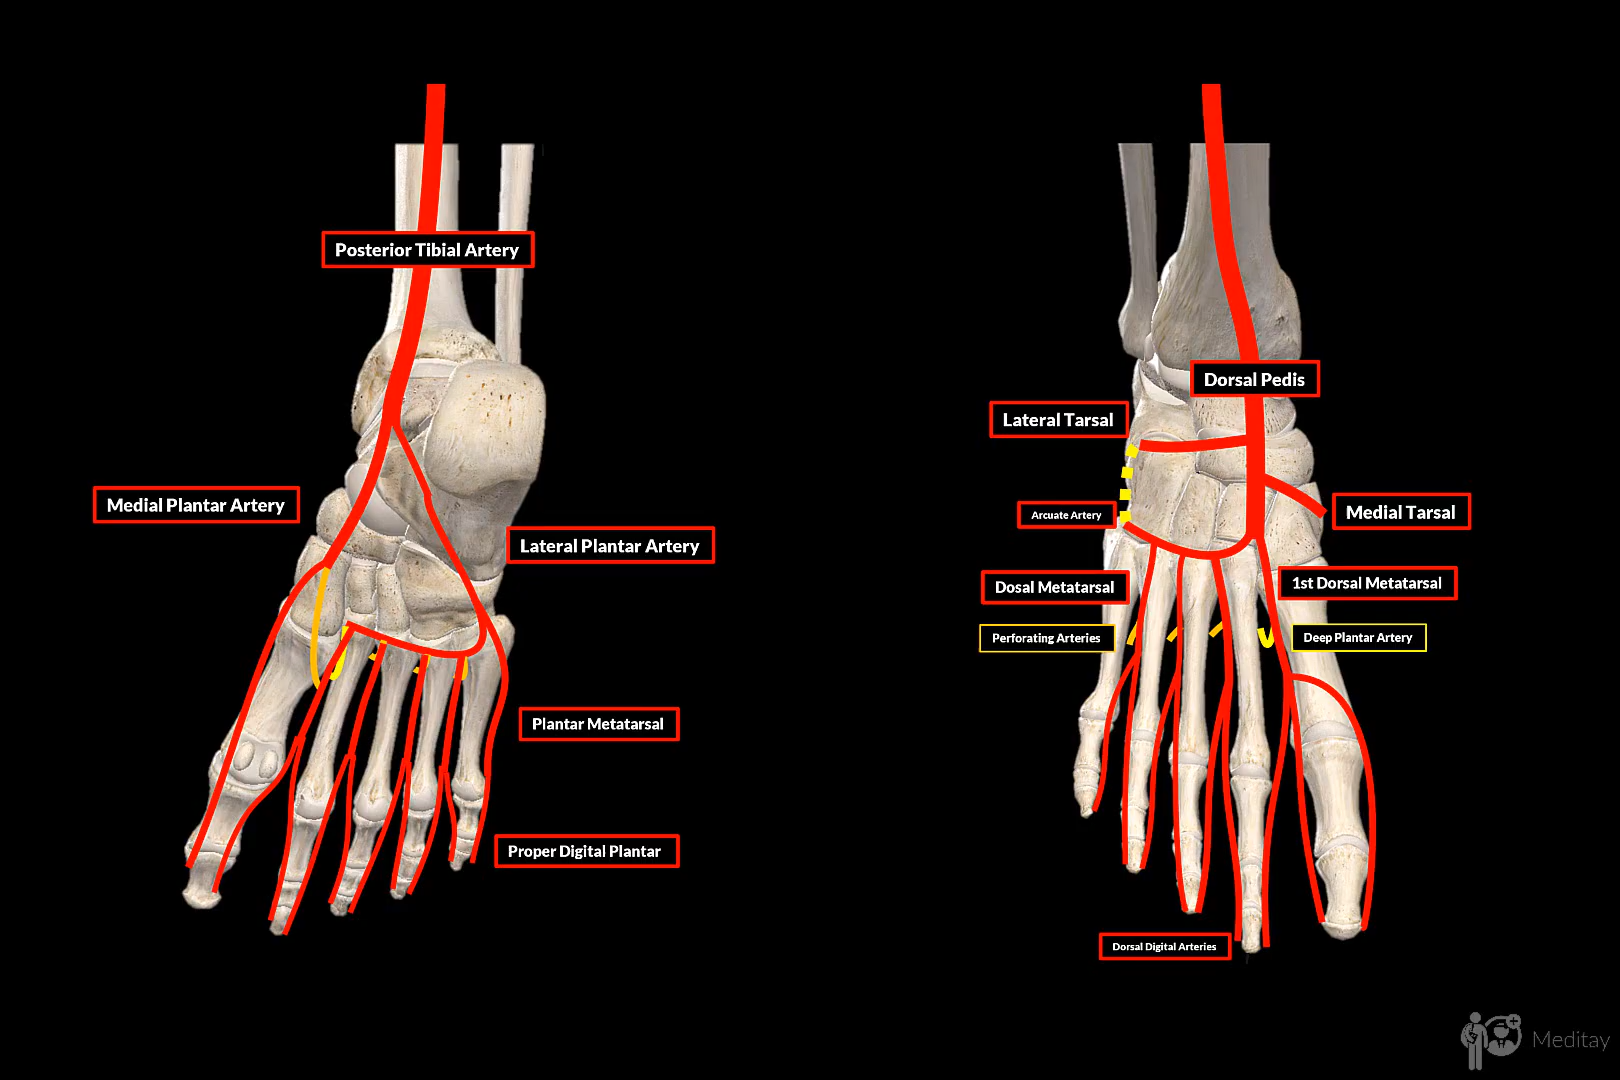 Posterior Tibial Artery
Medial Plantar Artery
Lateral Plantar Artery
Plantar Metatarsal
Proper Digital Plantar
Dorsal Pedis
Lateral Tarsal
Arcuate Artery
Medial Tarsal
Dosal Metatarsal
1st Dorsal Metatarsal
Perforating Arteries
Deep Plantar Artery
Dorsal Digital Arteries
Meditay